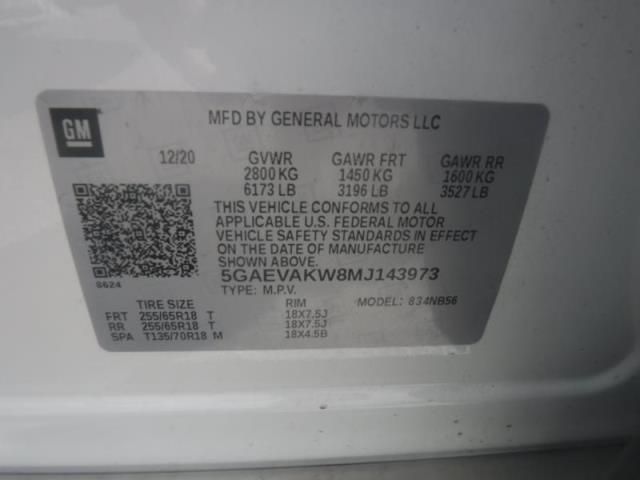 GM
MFD BY GENERAL MOTORS LLC
12/20 GVWR GAWR FRT GAWR RR
2800 KG 1450 KG 1600 KG
6173 LB 3196 LB 3527 LB
THIS VEHICLE CONFORMS TO ALL
APPLICABLE U.S. FEDERAL MOTOR
VEHICLE SAFETY STANDARDS IN EFFECT
ON THE DATE OF MANUFACTURE
SHOWN ABOVE.
8624
5GAEVAKW8MJ143973
TYPE: M.P.V.
TIRE SIZE RIM MODEL: 834NB56
FRT 255/65R18 T 18X7.5J
RR 255/65R18 T 18X7.5J
SPA T135/70R18 M 18X4.5B